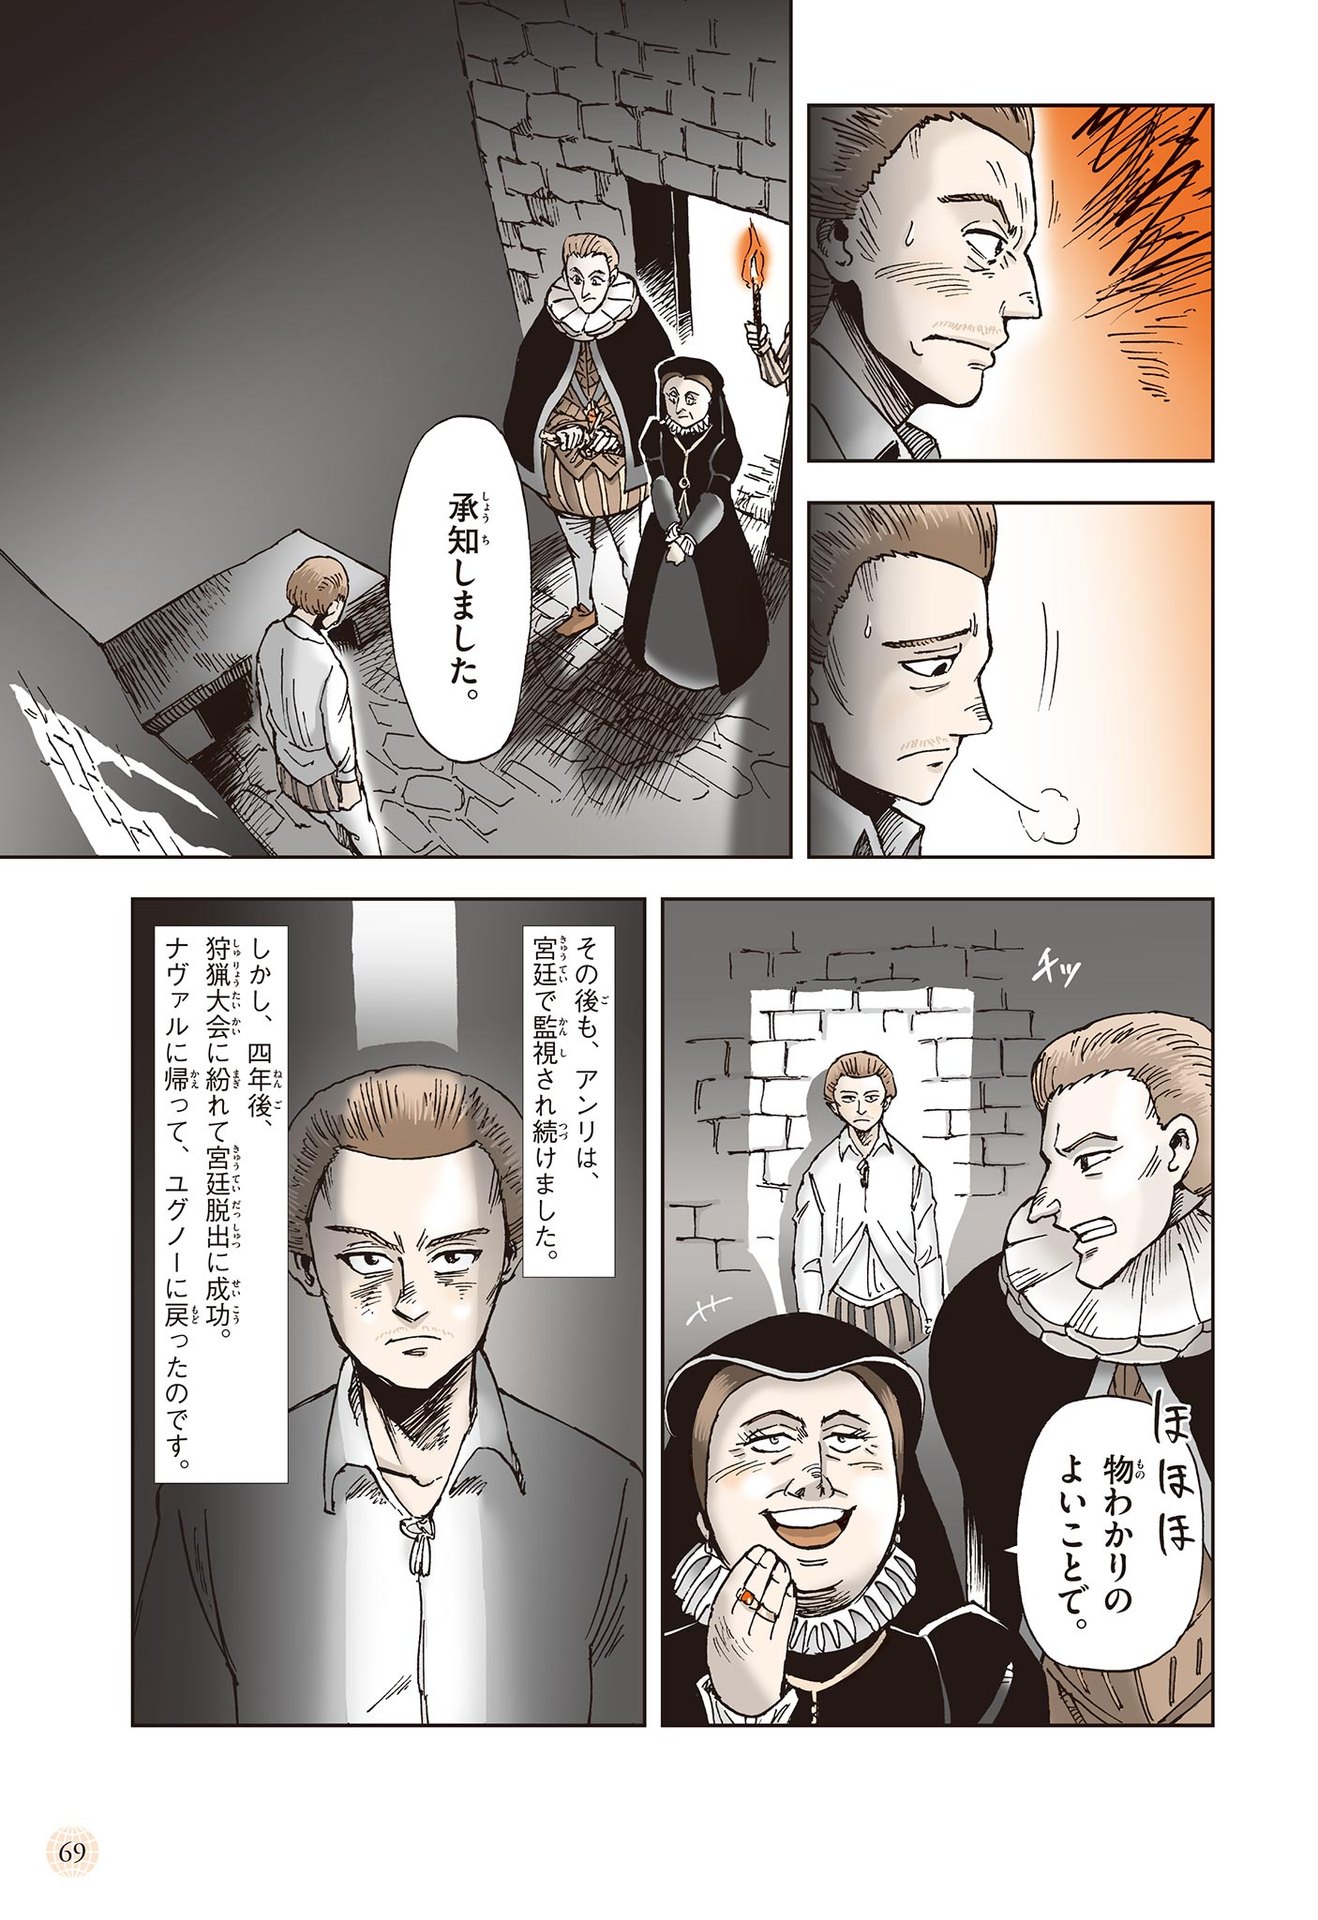 承知しました。
チッ
ほほほ
物わかりの
よいことで。
その後も、アンリは、
宮廷で監視され続けました。
しかし、四年後、
狩猟大会に紛れて宮廷脱出に成功。
ナヴァルに帰って、ユグノーに戻ったのです。
69